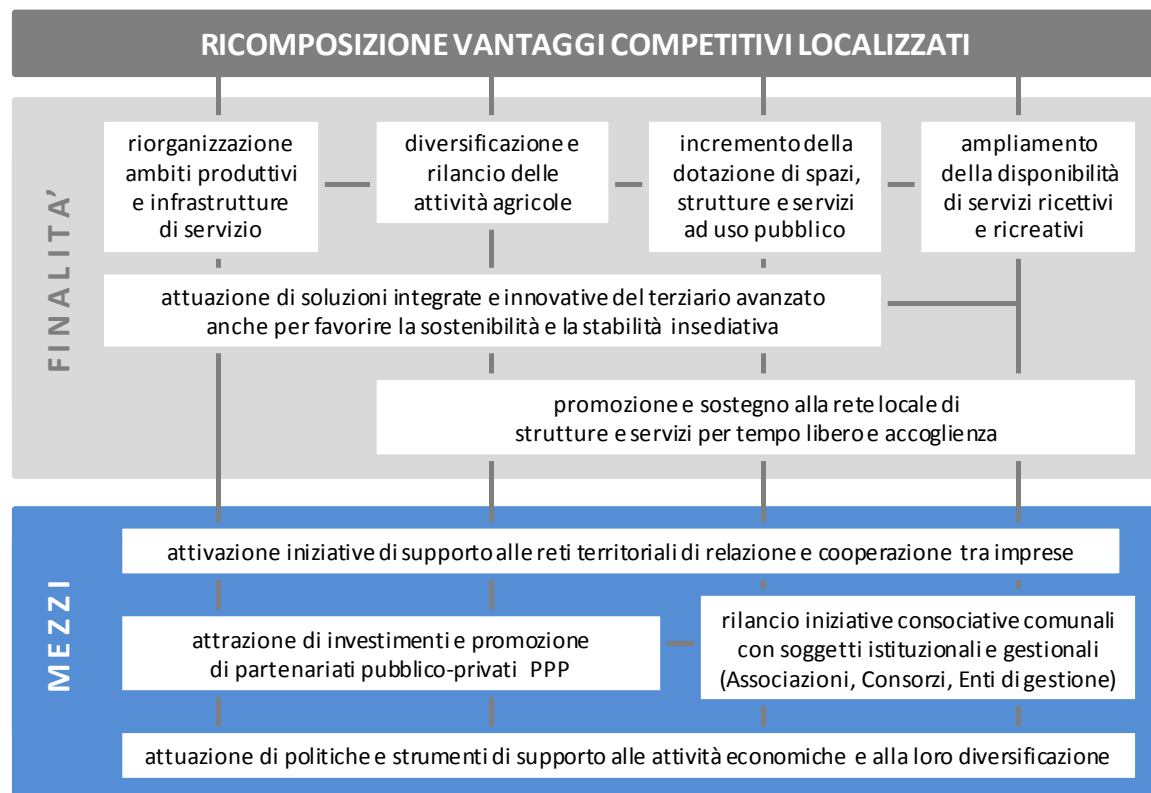 RICOMPOSIZIONE VANTAGGI COMPETITIVI LOCALIZZATI
FINALITA’
riorganizzazione
ambiti produttivi
e infrastrutture
di servizio
diversificazione e
rilancio delle
attività agricole
incremento della
dotazione di spazi,
strutture e servizi
ad uso pubblico
ampliamento
della disponibilità
di servizi ricettivi
e ricreativi
attuazione di soluzioni integrate e innovative del terziario avanzato
anche per favorire la sostenibilità e la stabilità insediativa
promozione e sostegno alla rete locale di
strutture e servizi per tempo libero e accoglienza
MEZZI
attivazione iniziative di supporto alle reti territoriali di relazione e cooperazione tra imprese
attrazione di investimenti e promozione
di partenariati pubblico-privati PPP
rilancio iniziative consociative comunali
con soggetti istituzionali e gestionali
(Associazioni, Consorzi, Enti di gestione)
attuazione di politiche e strumenti di supporto alle attività economiche e alla loro diversificazione